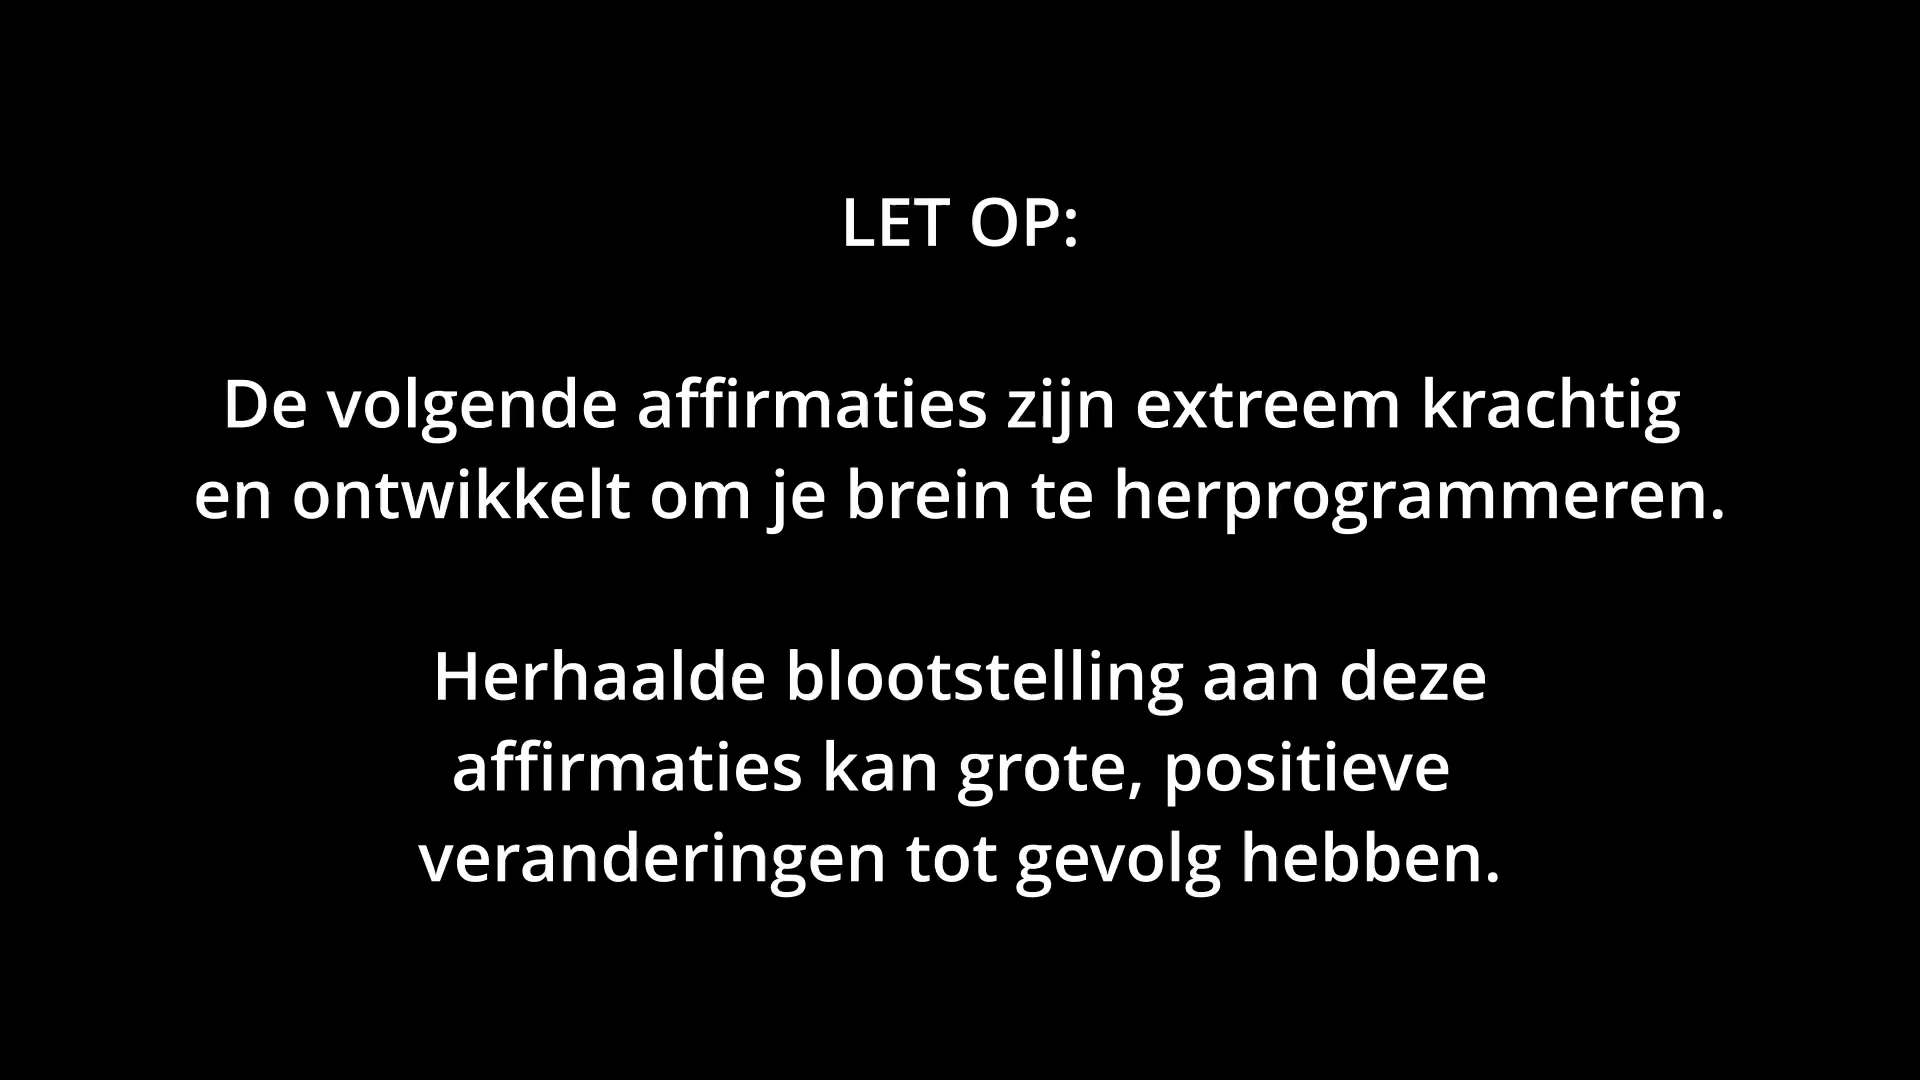 LET OP:
De volgende affirmaties zijn extreem krachtig
en ontwikkelt om je brein te herprogrammeren.
Herhaalde blootstelling aan deze
affirmaties kan grote, positieve
veranderingen tot gevolg hebben.